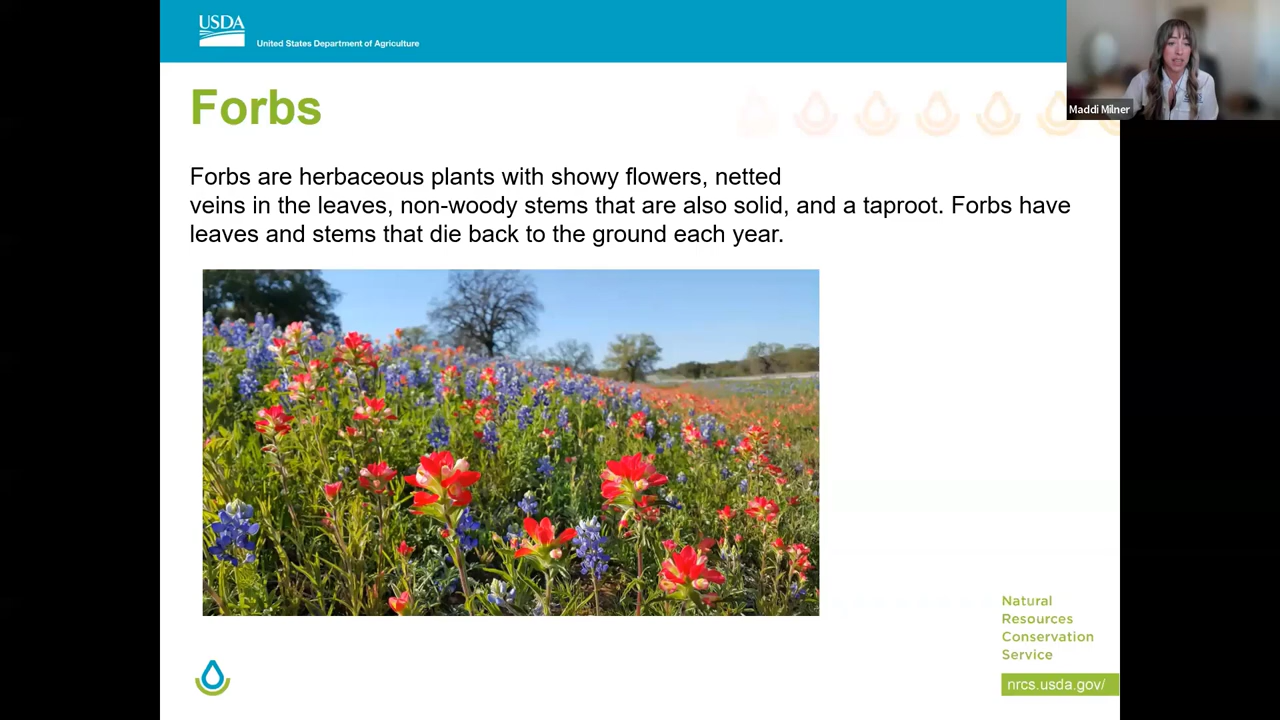 USDA
United States Department of Agriculture
Maddi Milner
Forbs
Forbs are herbaceous plants with showy flowers, netted
veins in the leaves, non-woody stems that are also solid, and a taproot. Forbs have
leaves and stems that die back to the ground each year.
Natural
Resources
Conservation
Service
nrcs.usda.gov/